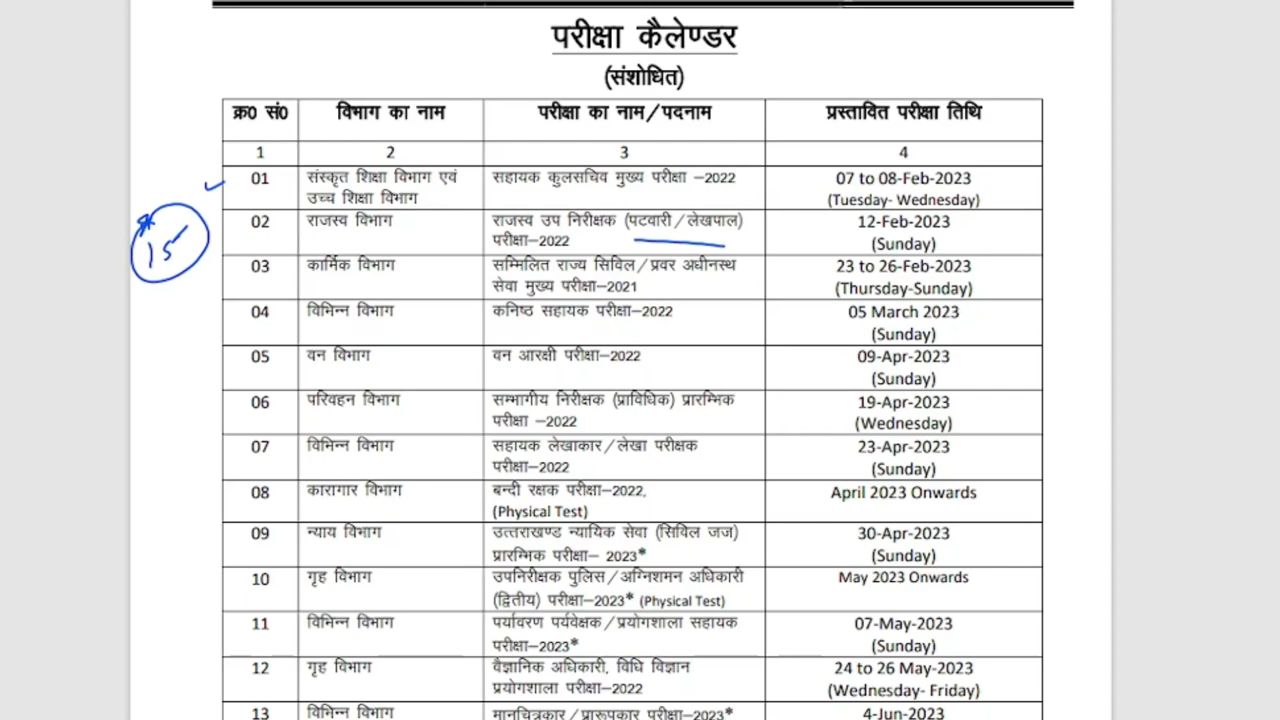 परीक्षा कैलेण्डर
(संशोधित)
क्र0 सं0 विभाग का नाम परीक्षा का नाम/पदनाम प्रस्तावित परीक्षा तिथि
1 2 3 4
01 संस्कृत शिक्षा विभाग एवं सहायक कुलसचिव मुख्य परीक्षा –2022 07 to 08-Feb-2023
उच्च शिक्षा विभाग (Tuesday- Wednesday)
02 राजस्व विभाग राजस्व उप निरीक्षक (पटवारी/लेखपाल) 12-Feb-2023
परीक्षा–2022 (Sunday)
15
03 कार्मिक विभाग सम्मिलित राज्य सिविल/प्रवर अधीनस्थ 23 to 26-Feb-2023
सेवा मुख्य परीक्षा–2021 (Thursday-Sunday)
04 विभिन्न विभाग कनिष्ठ सहायक परीक्षा–2022 05 March 2023
(Sunday)
05 वन विभाग वन आरक्षी परीक्षा–2022 09-Apr-2023
(Sunday)
06 परिवहन विभाग सम्भागीय निरीक्षक (प्राविधिक) प्रारम्भिक 19-Apr-2023
परीक्षा –2022 (Wednesday)
07 विभिन्न विभाग सहायक लेखाकार/लेखा परीक्षक 23-Apr-2023
परीक्षा–2022 (Sunday)
08 कारागार विभाग बन्दी रक्षक परीक्षा–2022, April 2023 Onwards
(Physical Test)
09 न्याय विभाग उत्तराखण्ड न्यायिक सेवा (सिविल जज) 30-Apr-2023
प्रारम्भिक परीक्षा– 2023* (Sunday)
10 गृह विभाग उपनिरीक्षक पुलिस/अग्निशमन अधिकारी May 2023 Onwards
(द्वितीय) परीक्षा–2023* (Physical Test)
11 विभिन्न विभाग पर्यावरण पर्यवेक्षक/प्रयोगशाला सहायक 07-May-2023
परीक्षा–2023* (Sunday)
12 गृह विभाग वैज्ञानिक अधिकारी, विधि विज्ञान 24 to 26 May-2023
प्रयोगशाला परीक्षा–2022 (Wednesday- Friday)
13 विभिन्न विभाग मानचित्रकार/प्रारूपकार परीक्षा–2023* 4-Jun-2023